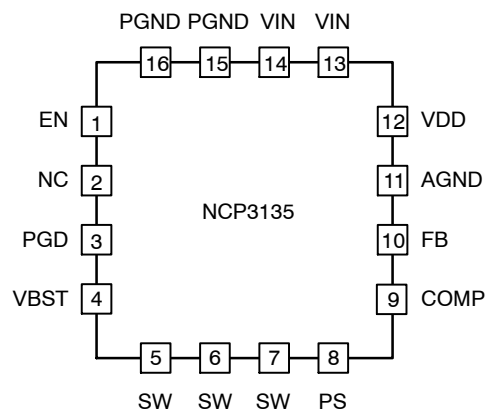 PGND PGND VIN VIN
16 15 14 13
EN 1 12 VDD
NC 2 11 AGND
NCP3135
PGD 3 10 FB
VBST 4 9 COMP
5 6 7 8
SW SW SW PS